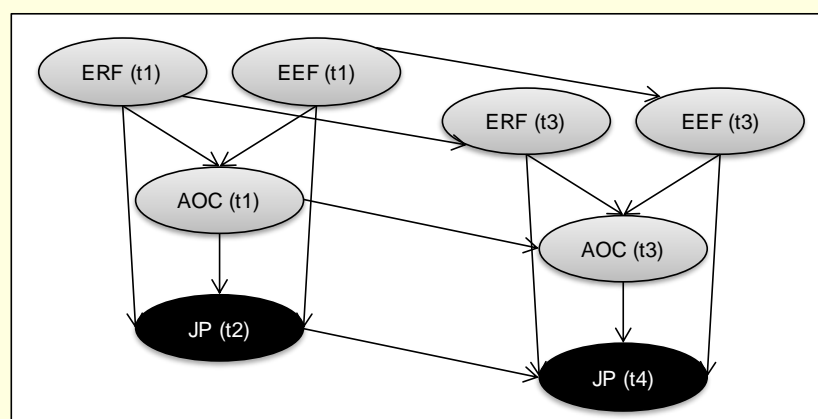 ERF (t1)
EEF (t1)
ERF (t3)
EEF (t3)
AOC (t1)
AOC (t3)
JP (t2)
JP (t4)